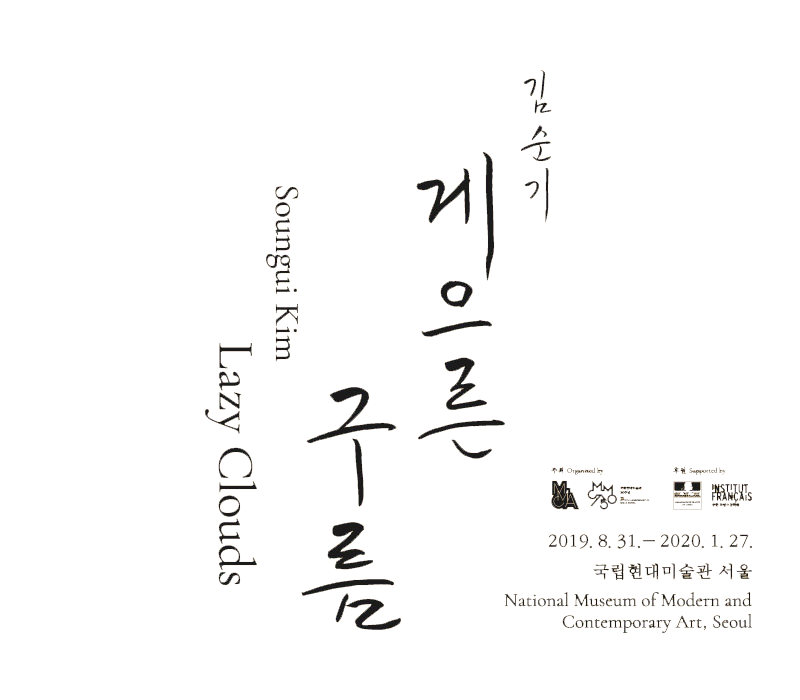 김순기
게으른
구름
Soungui Kim
Lazy Clouds
주최 Organized by
후원 Supported by
INSTITUT
FRANÇAIS
2019. 8. 31.– 2020. 1. 27.
국립현대미술관 서울
National Museum of Modern and
Contemporary Art, Seoul